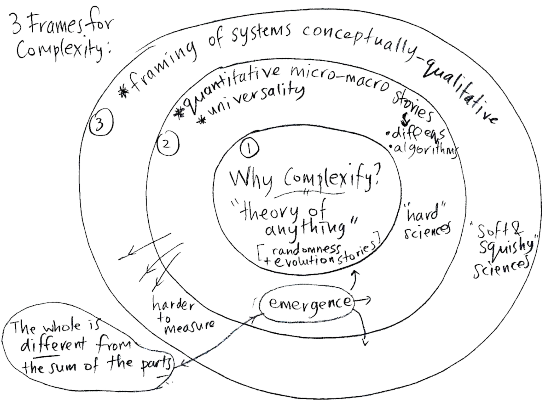 3 Frames for
Complexity:
*framing of systems conceptually-qualitative
3
*quantitative micro-macro stories
*universality
2
• diffeqs
• algorithms
1
Why Complexify?
"theory of
anything"
[randomness
+ evolution stories]
"hard"
sciences
"soft &
squishy"
sciences
emergence
harder
to
measure
The whole is
different from
the sum of the parts